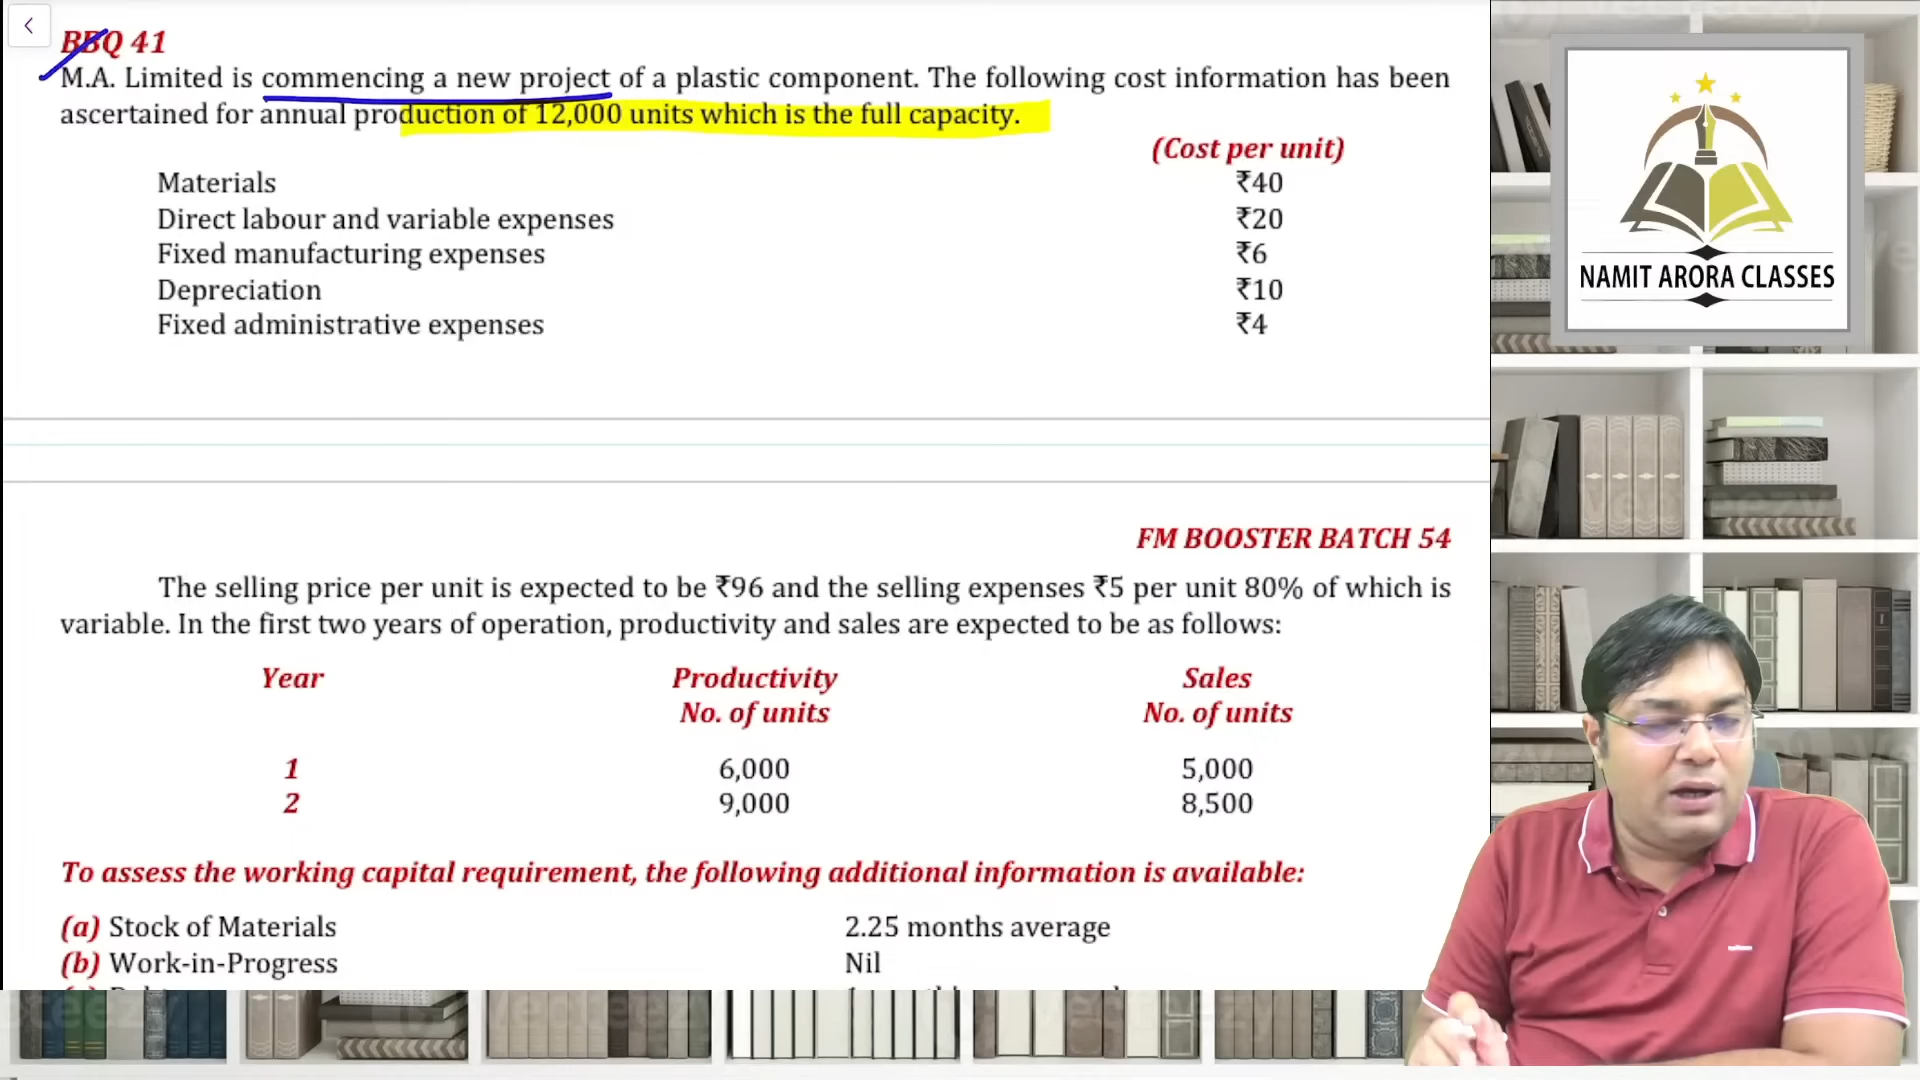 BBQ 41
M.A. Limited is commencing a new project of a plastic component. The following cost information has been
ascertained for annual production of 12,000 units which is the full capacity.
(Cost per unit)
Materials ₹40
Direct labour and variable expenses ₹20
Fixed manufacturing expenses ₹6
Depreciation ₹10
Fixed administrative expenses ₹4
FM BOOSTER BATCH 54
The selling price per unit is expected to be ₹96 and the selling expenses ₹5 per unit 80% of which is
variable. In the first two years of operation, productivity and sales are expected to be as follows:
Year Productivity Sales
No. of units No. of units
1 6,000 5,000
2 9,000 8,500
To assess the working capital requirement, the following additional information is available:
(a) Stock of Materials 2.25 months average
(b) Work-in-Progress Nil
NAMIT ARORA CLASSES